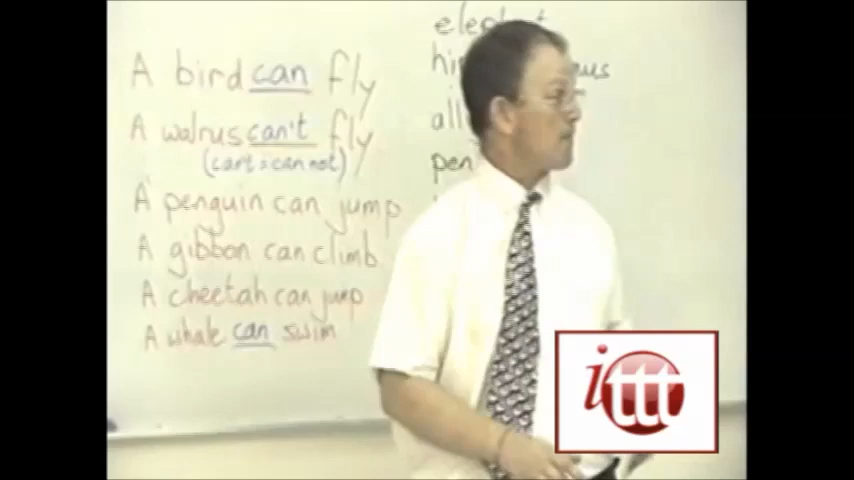 A bird can fly
A walrus can't fly
(can't = can not)
A penguin can jump
A gibbon can climb
A cheetah can jump
A whale can swim
ittt